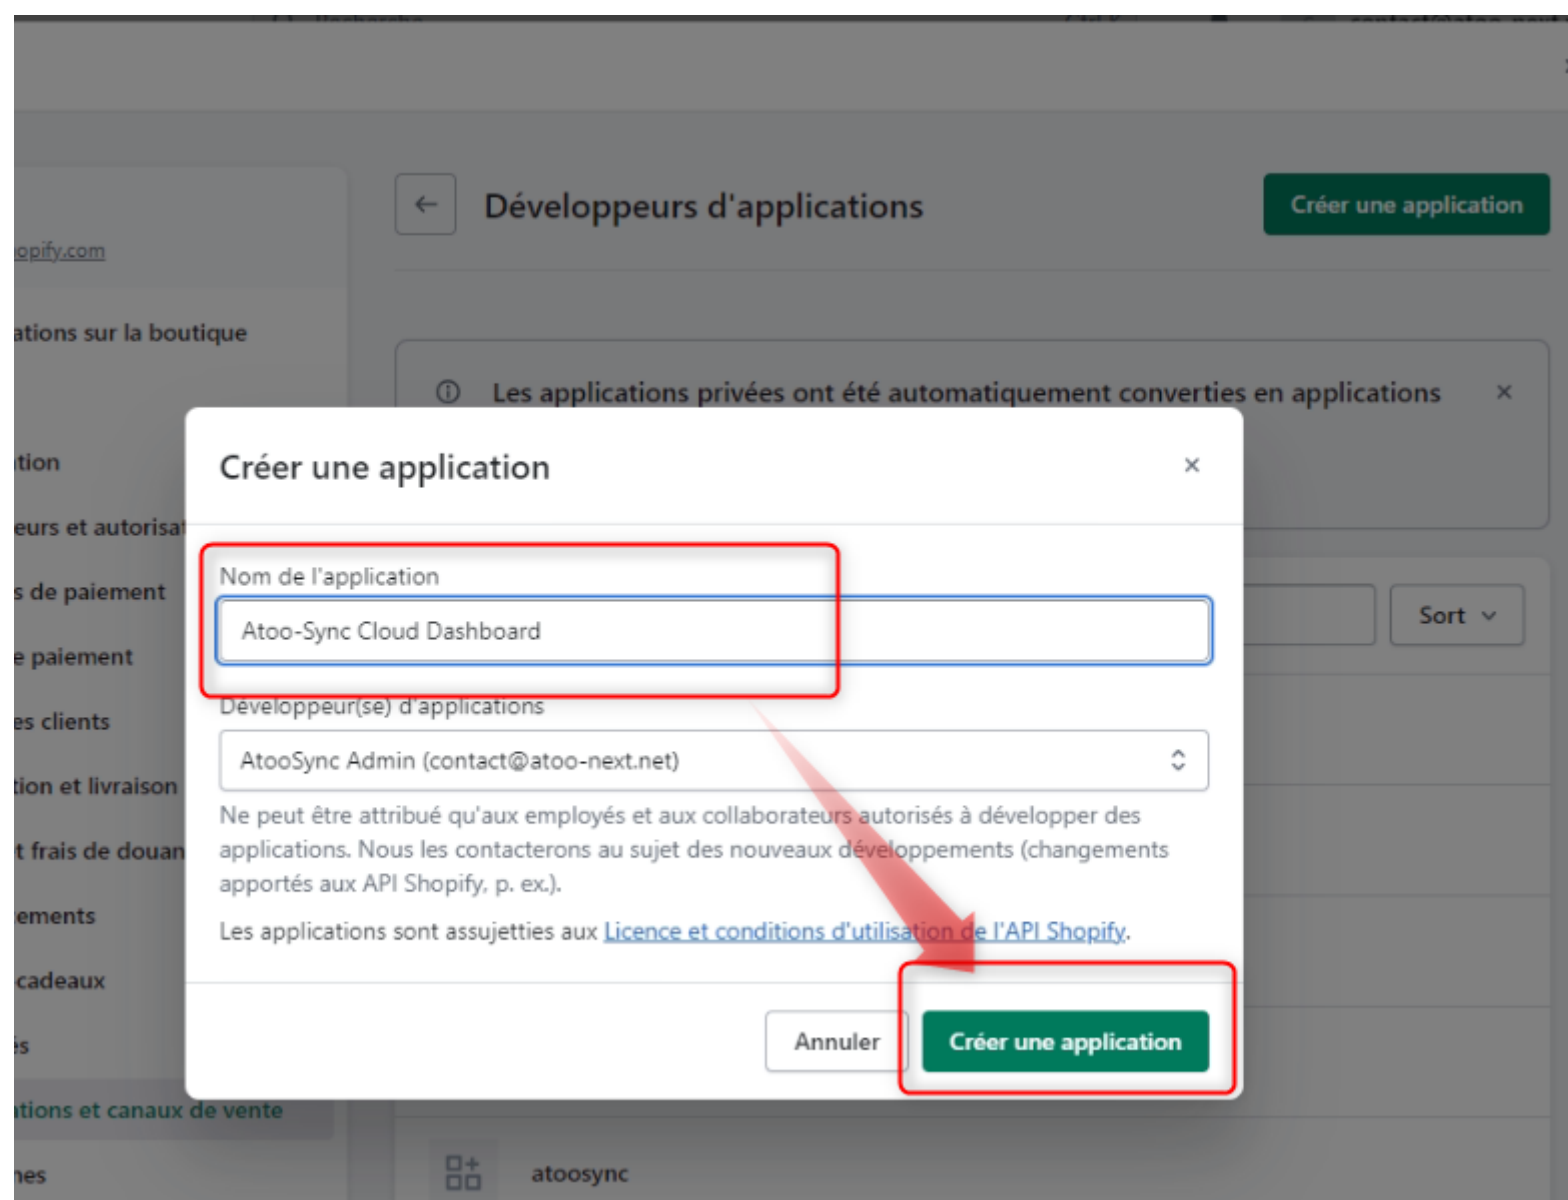 Recherche
Développeurs d'applications
Créer une application
opify.com
ations sur la boutique
Les applications privées ont été automatiquement converties en applications
Créer une application
tion
eurs et autorisat
Nom de l'application
s de paiement
Sort
Atoo-Sync Cloud Dashboard
e paiement
Développeur(se) d'applications
es clients
AtooSync Admin (contact@atoo-next.net)
tion et livraison
Ne peut être attribué qu'aux employés et aux collaborateurs autorisés à développer des
t frais de douan
applications. Nous les contacterons au sujet des nouveaux développements (changements
apportés aux API Shopify, p. ex.).
ements
Les applications sont assujetties aux Licence et conditions d'utilisation de l'API Shopify.
cadeaux
Annuler
Créer une application
és
ations et canaux de vente
nes
atoosync